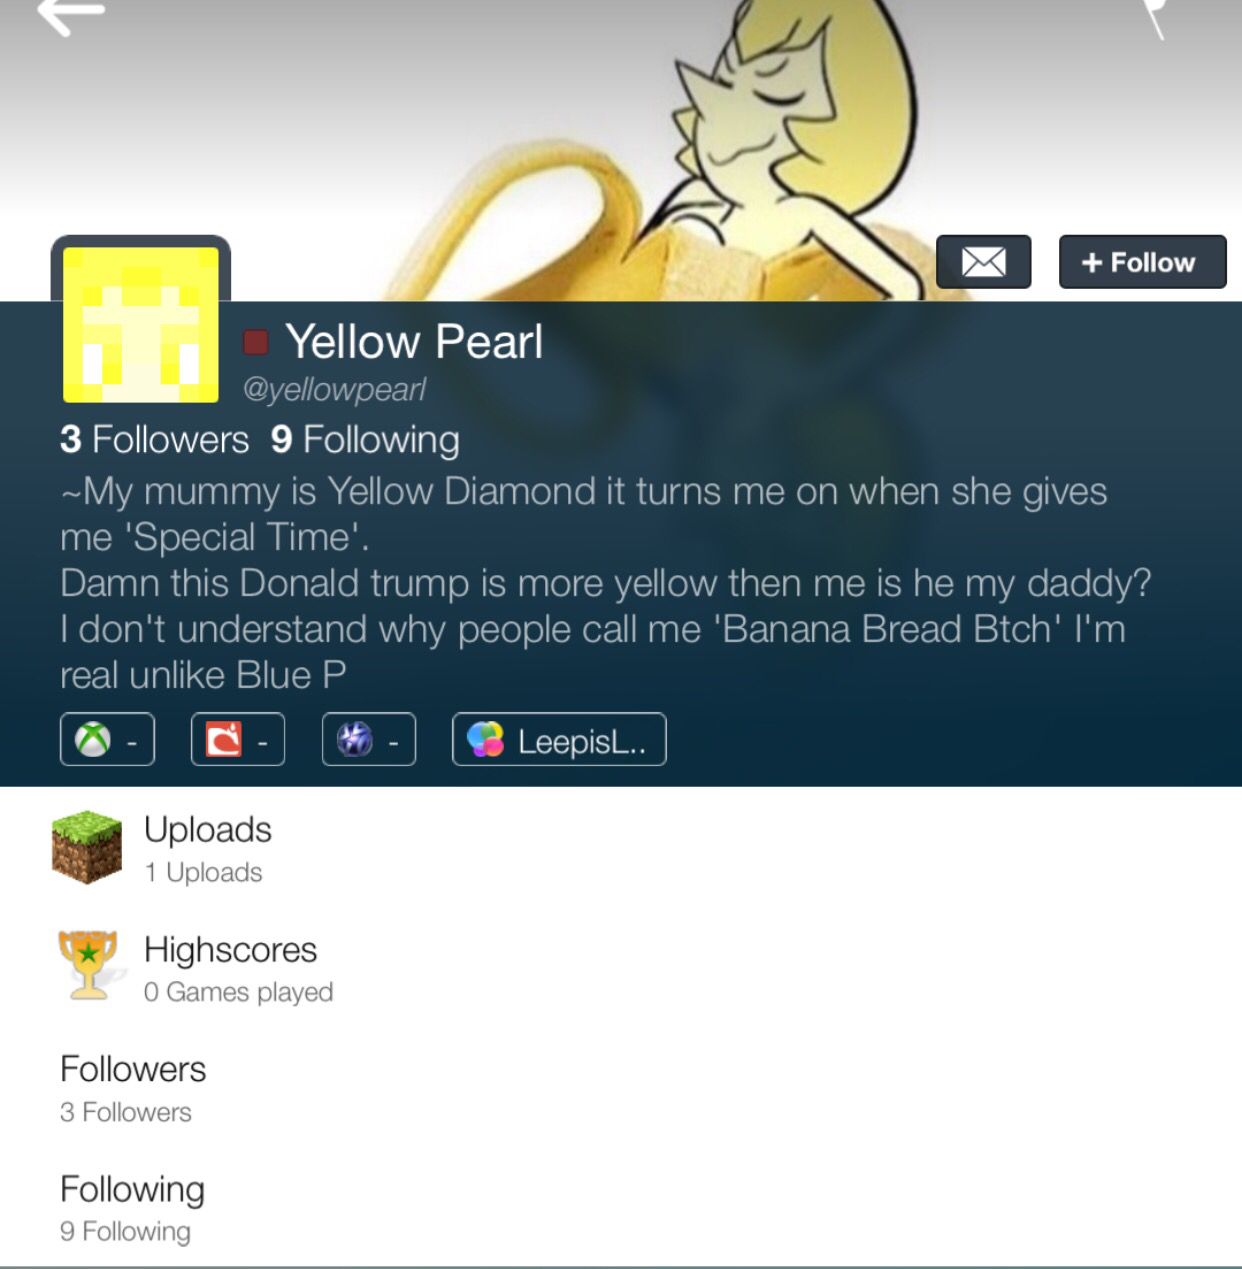 + Follow
Yellow Pearl
@yellowpearl
3 Followers 9 Following
~My mummy is Yellow Diamond it turns me on when she gives
me 'Special Time'.
Damn this Donald trump is more yellow then me is he my daddy?
I don't understand why people call me 'Banana Bread Btch' I'm
real unlike Blue P
- - - LeepisL..
Uploads
1 Uploads
Highscores
0 Games played
Followers
3 Followers
Following
9 Following